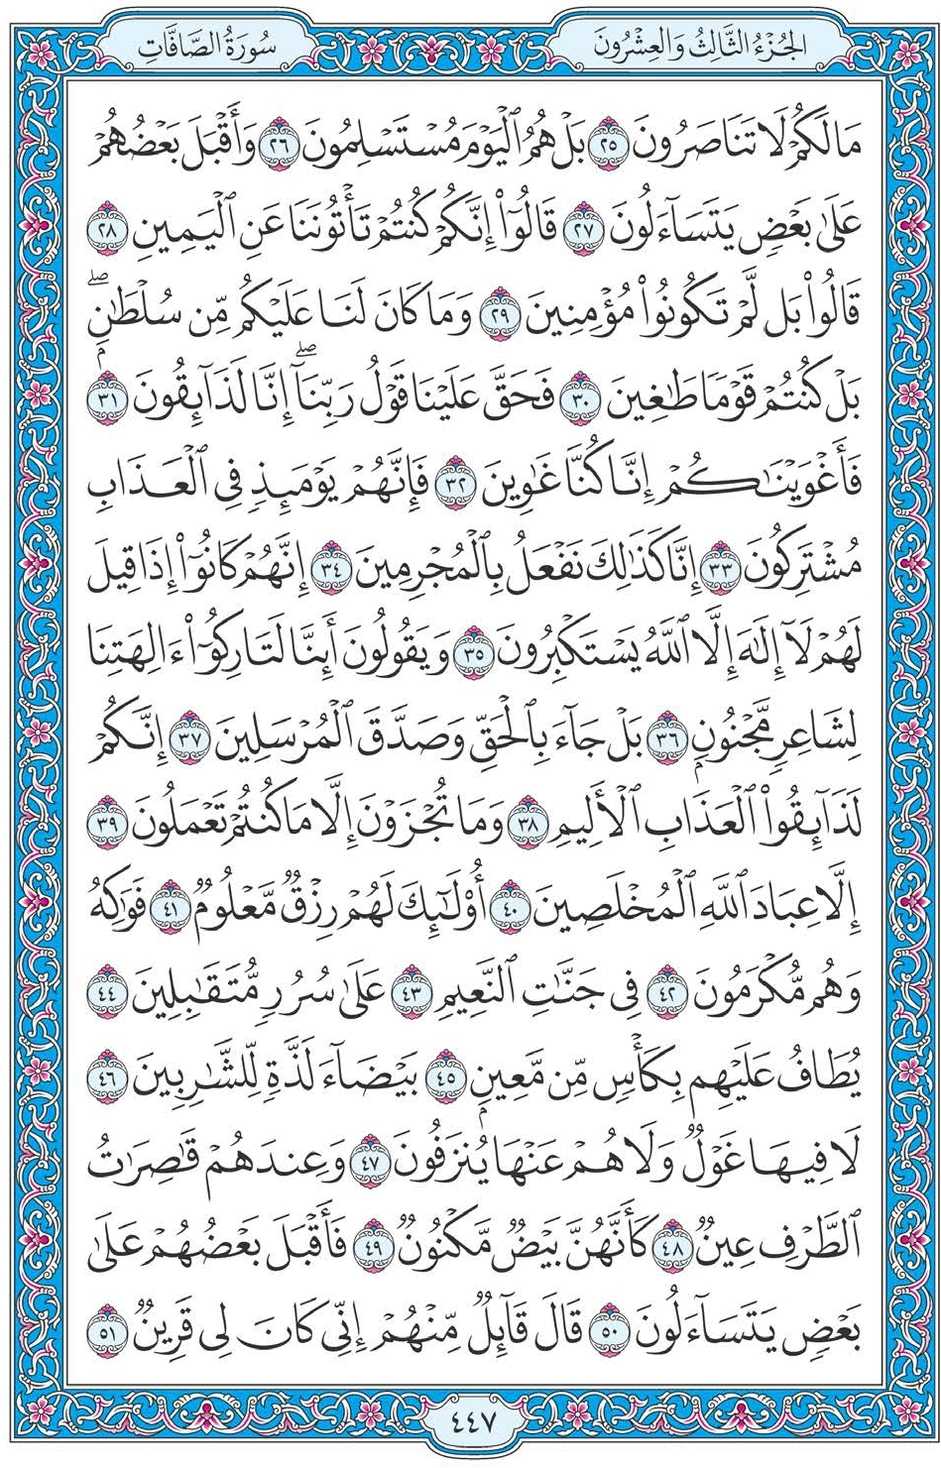 الجُزْءُ الثَّالِثُ وَالعِشْرُونَ
سُورَةُ الصَّافَّاتِ
مَا لَكُمْ لَا تَنَاصَرُونَ ٢٥ بَلْ هُمُ ٱلْيَوْمَ مُسْتَسْلِمُونَ ٢٦ وَأَقْبَلَ بَعْضُهُمْ
عَلَىٰ بَعْضٍ يَتَسَآءَلُونَ ٢٧ قَالُوٓا۟ إِنَّكُمْ كُنتُمْ تَأْتُونَنَا عَنِ ٱلْيَمِينِ ٢٨
قَالُوا۟ بَل لَّمْ تَكُونُوا۟ مُؤْمِنِينَ ٢٩ وَمَا كَانَ لَنَا عَلَيْكُم مِّن سُلْطَـٰنٍۭ ۖ
بَلْ كُنتُمْ قَوْمًا طَـٰغِينَ ٣٠ فَحَقَّ عَلَيْنَا قَوْلُ رَبِّنَآ ۖ إِنَّا لَذَآئِقُونَ ٣١
فَأَغْوَيْنَـٰكُمْ إِنَّا كُنَّا غَـٰوِينَ ٣٢ فَإِنَّهُمْ يَوْمَئِذٍ فِى ٱلْعَذَابِ
مُشْتَرِكُونَ ٣٣ إِنَّا كَذَٰلِكَ نَفْعَلُ بِٱلْمُجْرِمِينَ ٣٤ إِنَّهُمْ كَانُوٓا۟ إِذَا قِيلَ
لَهُمْ لَآ إِلَـٰهَ إِلَّا ٱللَّهُ يَسْتَكْبِرُونَ ٣٥ وَيَقُولُونَ أَئِنَّا لَتَارِكُوٓا۟ ءَالِهَتِنَا
لِشَاعِرٍ مَّجْنُونٍۭ ٣٦ بَلْ جَآءَ بِٱلْحَقِّ وَصَدَّقَ ٱلْمُرْسَلِينَ ٣٧ إِنَّكُمْ
لَذَآئِقُوا۟ ٱلْعَذَابِ ٱلْأَلِيمِ ٣٨ وَمَا تُجْزَوْنَ إِلَّا مَا كُنتُمْ تَعْمَلُونَ ٣٩
إِلَّا عِبَادَ ٱللَّهِ ٱلْمُخْلَصِينَ ٤٠ أُو۟لَـٰٓئِكَ لَهُمْ رِزْقٌ مَّعْلُومٌ ٤١ فَوَٰكِهُ
وَهُم مُّكْرَمُونَ ٤٢ فِى جَنَّـٰتِ ٱلنَّعِيمِ ٤٣ عَلَىٰ سُرُرٍ مُّتَقَـٰبِلِينَ ٤٤
يُطَافُ عَلَيْهِم بِكَأْسٍ مِّن مَّعِينٍۭ ٤٥ بَيْضَآءَ لَذَّةٍ لِّلشَّـٰرِبِينَ ٤٦
لَا فِيهَا غَوْلٌ وَلَا هُمْ عَنْهَا يُنزَفُونَ ٤٧ وَعِندَهُمْ قَـٰصِرَٰتُ
ٱلطَّرْفِ عِينٌ ٤٨ كَأَنَّهُنَّ بَيْضٌ مَّكْنُونٌ ٤٩ فَأَقْبَلَ بَعْضُهُمْ عَلَىٰ
بَعْضٍ يَتَسَآءَلُونَ ٥٠ قَالَ قَآئِلٌ مِّنْهُمْ إِنِّى كَانَ لِى قَرِينٌ ٥١
٤٤٧